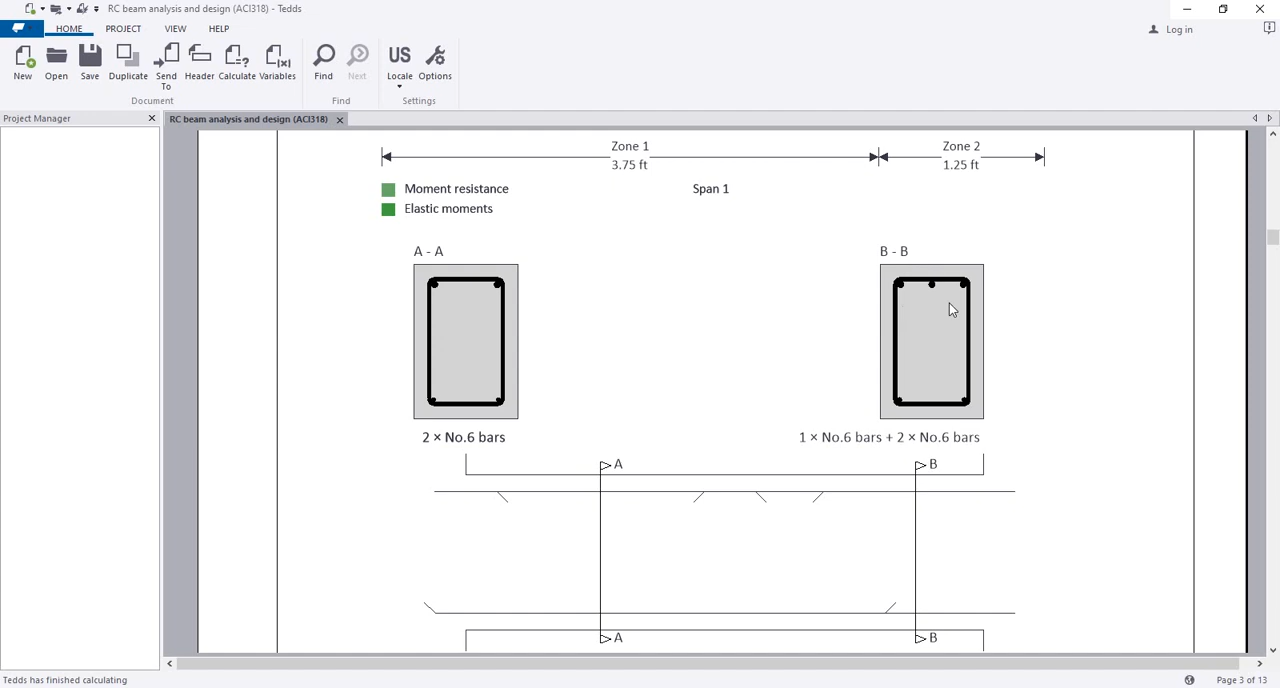 RC beam analysis and design (ACI318) - Tedds
HOME PROJECT VIEW HELP
Log in
New Open Save Duplicate Send To Header Calculate Variables Find Next US Locale Options
Document Find Settings
Project Manager
RC beam analysis and design (ACI318)
Zone 1 Zone 2
3.75 ft 1.25 ft
Moment resistance Span 1
Elastic moments
A - A B - B
2 × No.6 bars 1 × No.6 bars + 2 × No.6 bars
A B
A B
Tedds has finished calculating Page 3 of 13